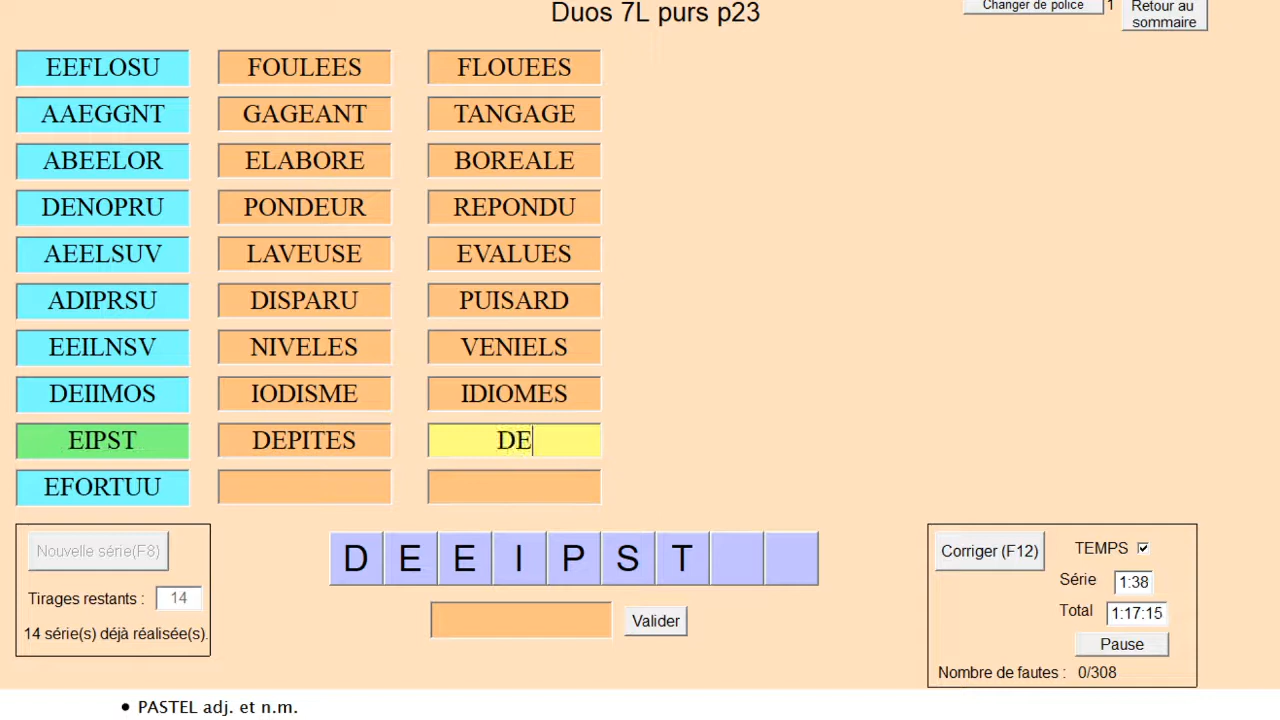 Duos 7L purs p23
Changer de police 1 Retour au sommaire
EEFLOSU FOULEES FLOUEES
AAEGGNT GAGEANT TANGAGE
ABEELOR ELABORE BOREALE
DENOPRU PONDEUR REPONDU
AEELSUV LAVEUSE EVALUES
ADIPRSU DISPARU PUISARD
EEILNSV NIVELES VENIELS
DEIIMOS IODISME IDIOMES
EIPST DEPITES DE
EFORTUU
Nouvelle série(F8)
Tirages restants : 14
14 série(s) déjà réalisée(s).
D E E I P S T
Valider
Corriger (F12) TEMPS
Série 1:38
Total 1:17:15
Pause
Nombre de fautes : 0/308
• PASTEL adj. et n.m.